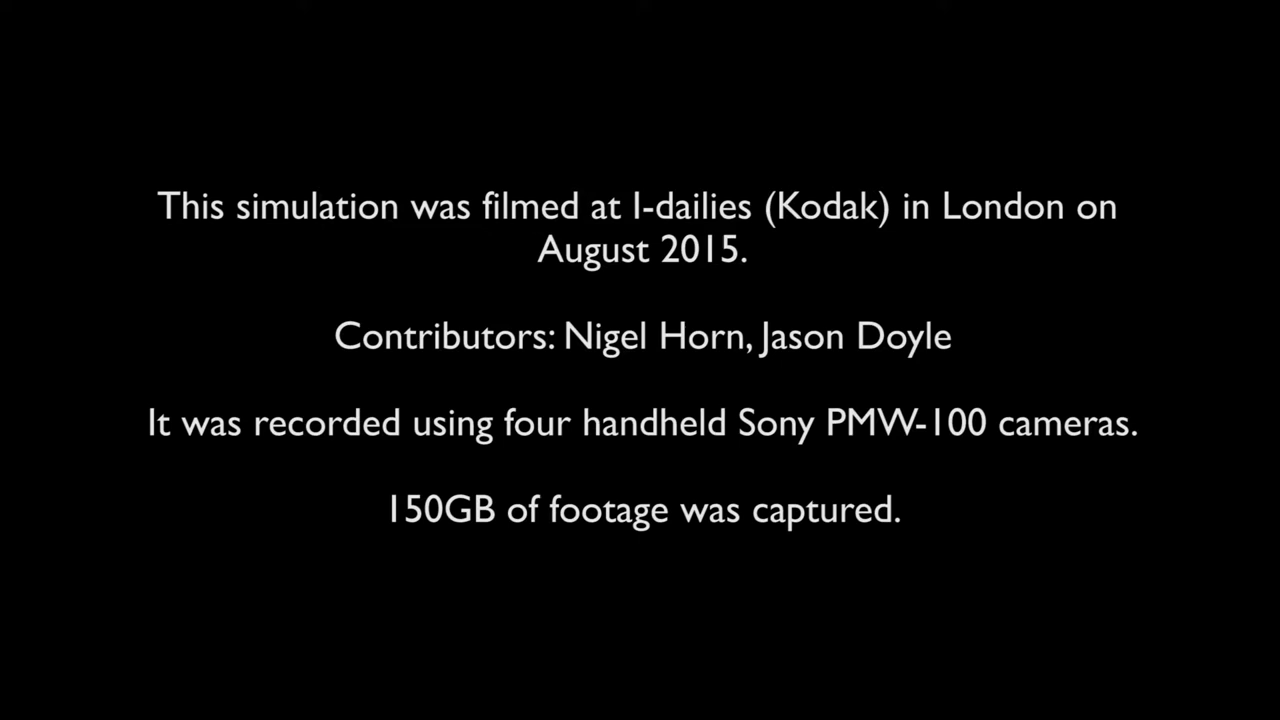 This simulation was filmed at I-dailies (Kodak) in London on
August 2015.
Contributors: Nigel Horn, Jason Doyle
It was recorded using four handheld Sony PMW-100 cameras.
150GB of footage was captured.